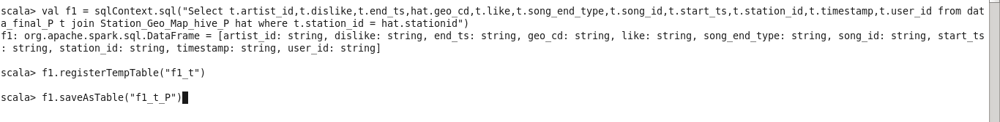 scala> val f1 = sqlContext.sql("Select t.artist_id,t.dislike,t.end_ts,hat.geo_cd,t.like,t.song_end_type,t.song_id,t.start_ts,t.station_id,t.timestamp,t.user_id from dat
a_final_P t join Station_Geo_Map_hive_P hat where t.station_id = hat.stationid")
f1: org.apache.spark.sql.DataFrame = [artist_id: string, dislike: string, end_ts: string, geo_cd: string, like: string, song_end_type: string, song_id: string, start_ts
: string, station_id: string, timestamp: string, user_id: string]
scala> f1.registerTempTable("f1_t")
scala> f1.saveAsTable("f1_t_P")